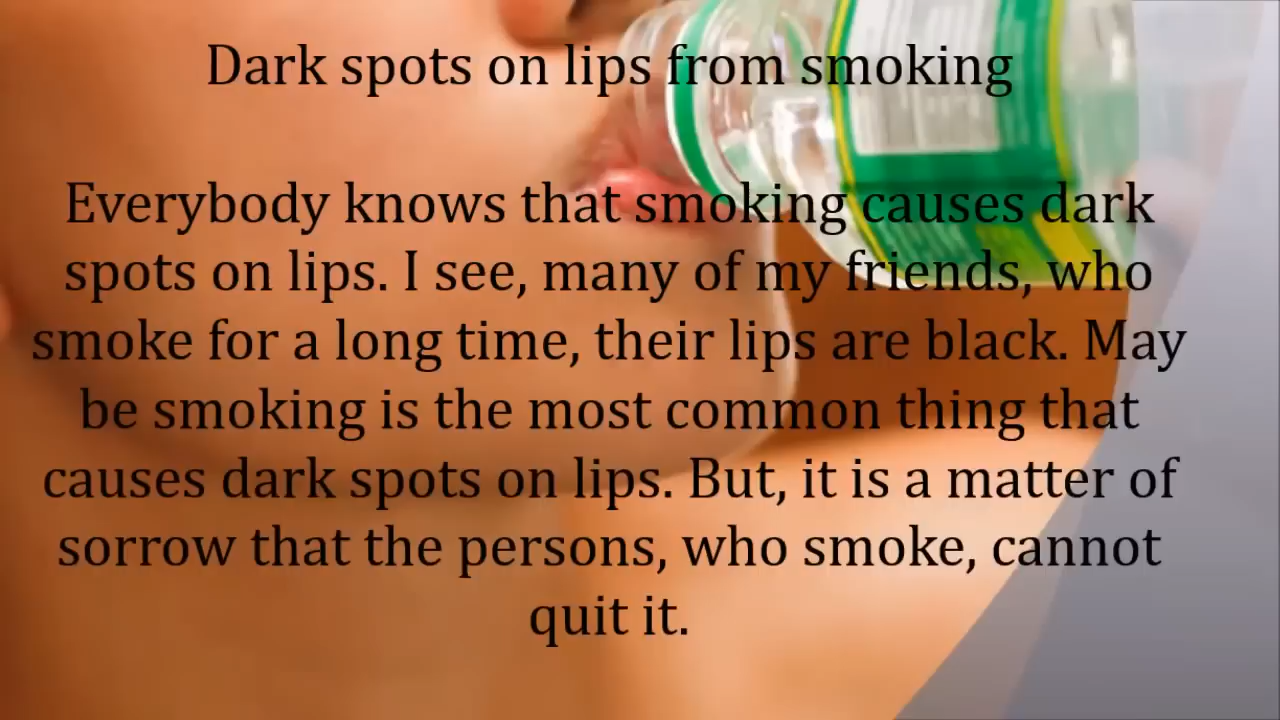 Dark spots on lips from smoking
Everybody knows that smoking causes dark
spots on lips. I see, many of my friends, who
smoke for a long time, their lips are black. May
be smoking is the most common thing that
causes dark spots on lips. But, it is a matter of
sorrow that the persons, who smoke, cannot
quit it.